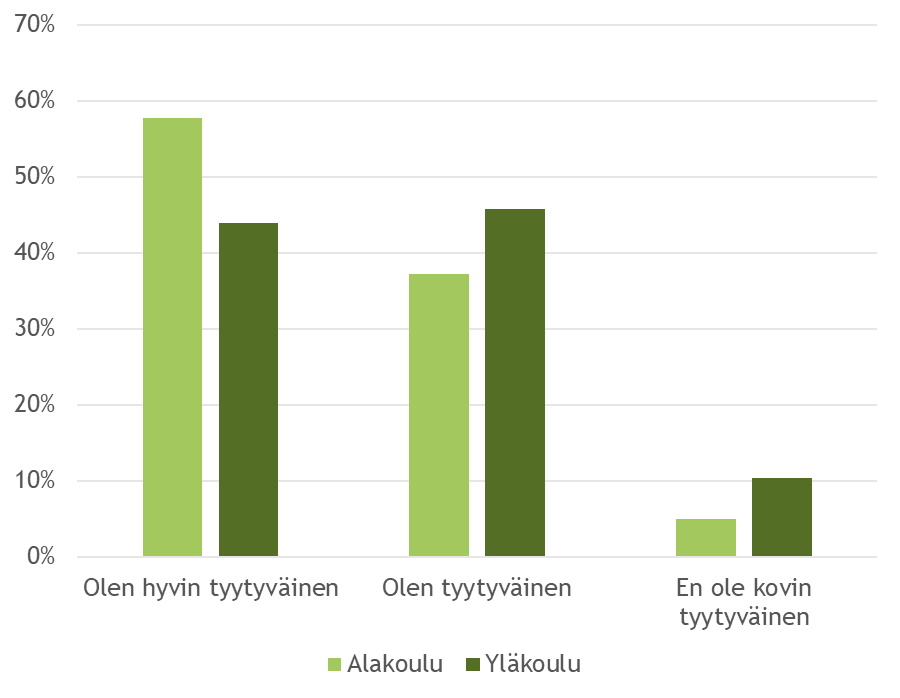 70%
60%
50%
40%
30%
20%
10%
0%
Olen hyvin tyytyväinen
Olen tyytyväinen
En ole kovin
tyytyväinen
Alakoulu
Yläkoulu